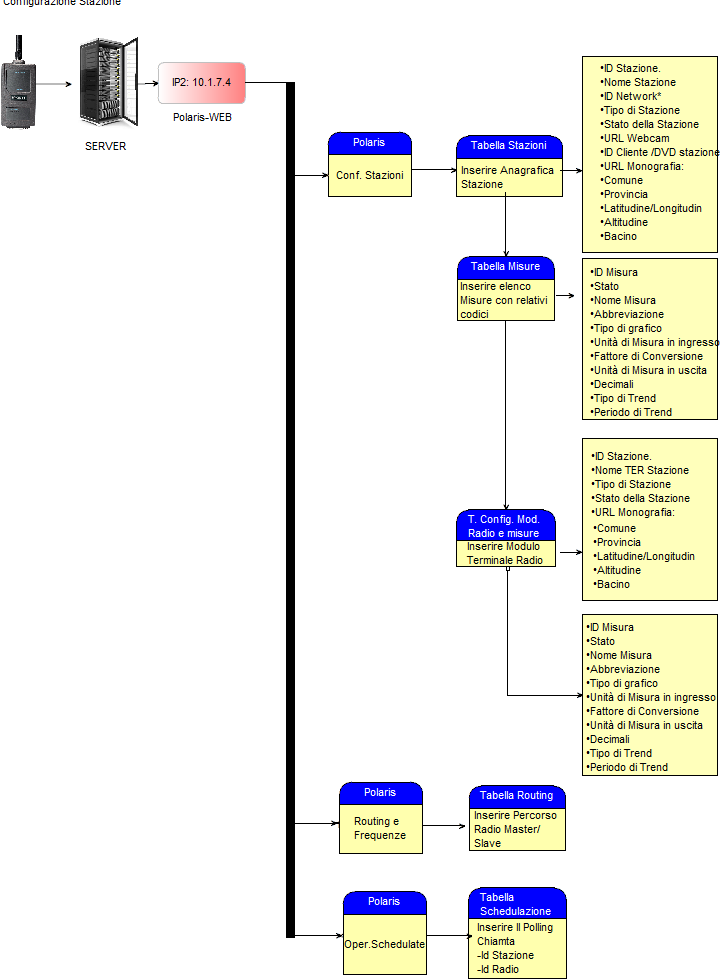 Configurazione Stazione
IP2: 10.1.7.4
Polaris-WEB
SERVER
Polaris
Conf. Stazioni
Tabella Stazioni
Inserire Anagrafica
Stazione
•ID Stazione.
•Nome Stazione
•ID Network*
•Tipo di Stazione
•Stato della Stazione
•URL Webcam
•ID Cliente /DVD stazione
•URL Monografia:
•Comune
•Provincia
•Latitudine/Longitudin
•Altitudine
•Bacino
Tabella Misure
Inserire elenco
Misure con relativi
codici
•ID Misura
•Stato
•Nome Misura
•Abbreviazione
•Tipo di grafico
•Unità di Misura in ingresso
•Fattore di Conversione
•Unità di Misura in uscita
•Decimali
•Tipo di Trend
•Periodo di Trend
T. Config. Mod.
Radio e misure
Inserire Modulo
Terminale Radio
•ID Stazione.
•Nome TER Stazione
•Tipo di Stazione
•Stato della Stazione
•URL Monografia:
•Comune
•Provincia
•Latitudine/Longitudin
•Altitudine
•Bacino
•ID Misura
•Stato
•Nome Misura
•Abbreviazione
•Tipo di grafico
•Unità di Misura in ingresso
•Fattore di Conversione
•Unità di Misura in uscita
•Decimali
•Tipo di Trend
•Periodo di Trend
Polaris
Routing e
Frequenze
Tabella Routing
Inserire Percorso
Radio Master/
Slave
Polaris
Oper.Schedulate
Tabella
Schedulazione
Inserire Il Polling
Chiamta
-Id Stazione
-Id Radio